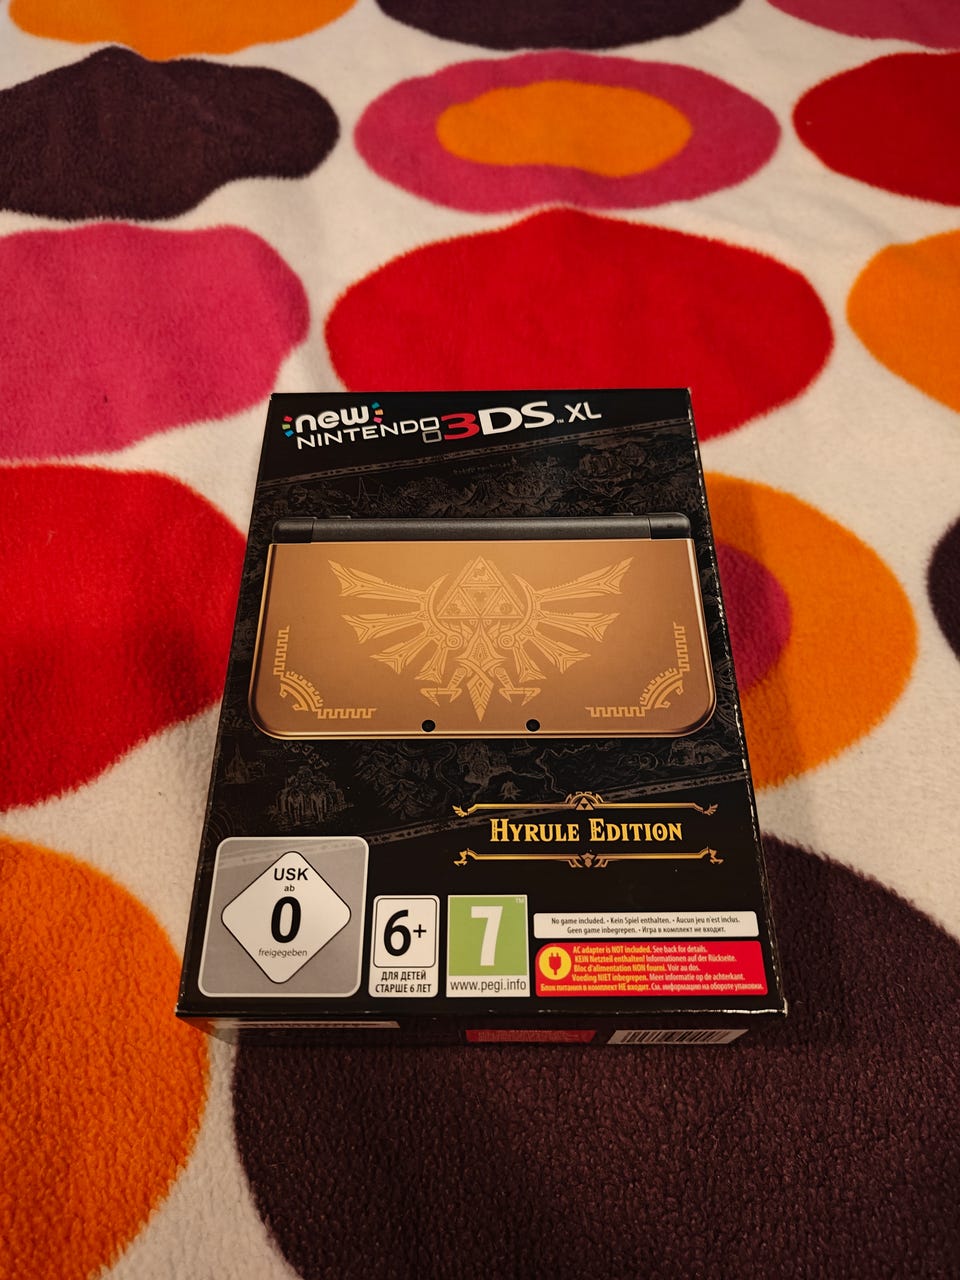 new
NINTENDO 3DS™ XL
HYRULE EDITION
USK
ab
0
freigegeben
6+
ДЛЯ ДЕТЕЙ
СТАРШЕ 6 ЛЕТ
7™
www.pegi.info
No game included. • Kein Spiel enthalten. • Aucun jeu n'est inclus.
Geen game inbegrepen. • Игра в комплект не входит.
AC adapter is NOT included. See back for details.
KEIN Netzteil enthalten! Informationen auf der Rückseite.
Bloc d'alimentation NON fourni. Voir au dos.
Voeding NIET inbegrepen. Meer informatie op de achterkant.
Блок питания в комплект НЕ входит. См. информацию на обороте упаковки.